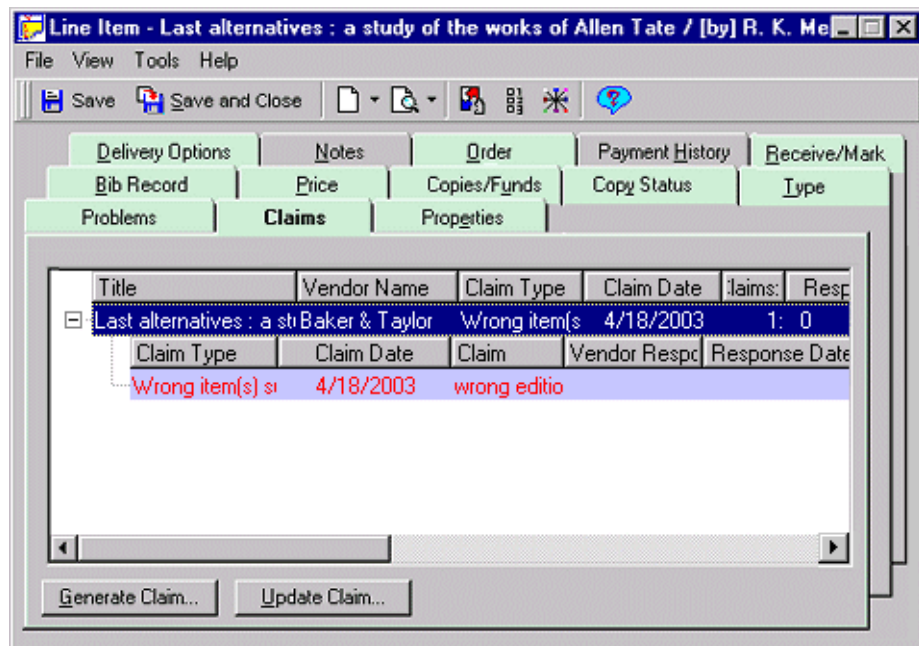 Line Item - Last alternatives : a study of the works of Allen Tate / [by] R. K. Me
File View Tools Help
Save Save and Close
Delivery Options Notes Order Payment History Receive/Mark
Bib Record Price Copies/Funds Copy Status Type
Problems Claims Properties
Title Vendor Name Claim Type Claim Date laims: Resp
Last alternatives : a stu Baker & Taylor Wrong item(s 4/18/2003 1: 0
Claim Type Claim Date Claim Vendor Respo Response Date
Wrong item(s) su 4/18/2003 wrong editio
Generate Claim... Update Claim...